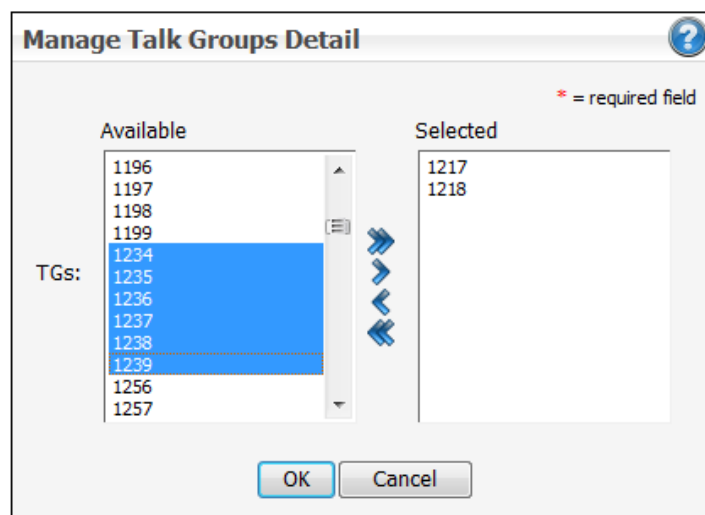 Manage Talk Groups Detail
?
* = required field
Available
1196
1197
1198
1199
1234
1235
1236
1237
1238
1239
1256
1257
TGs:
Selected
1217
1218
OK
Cancel